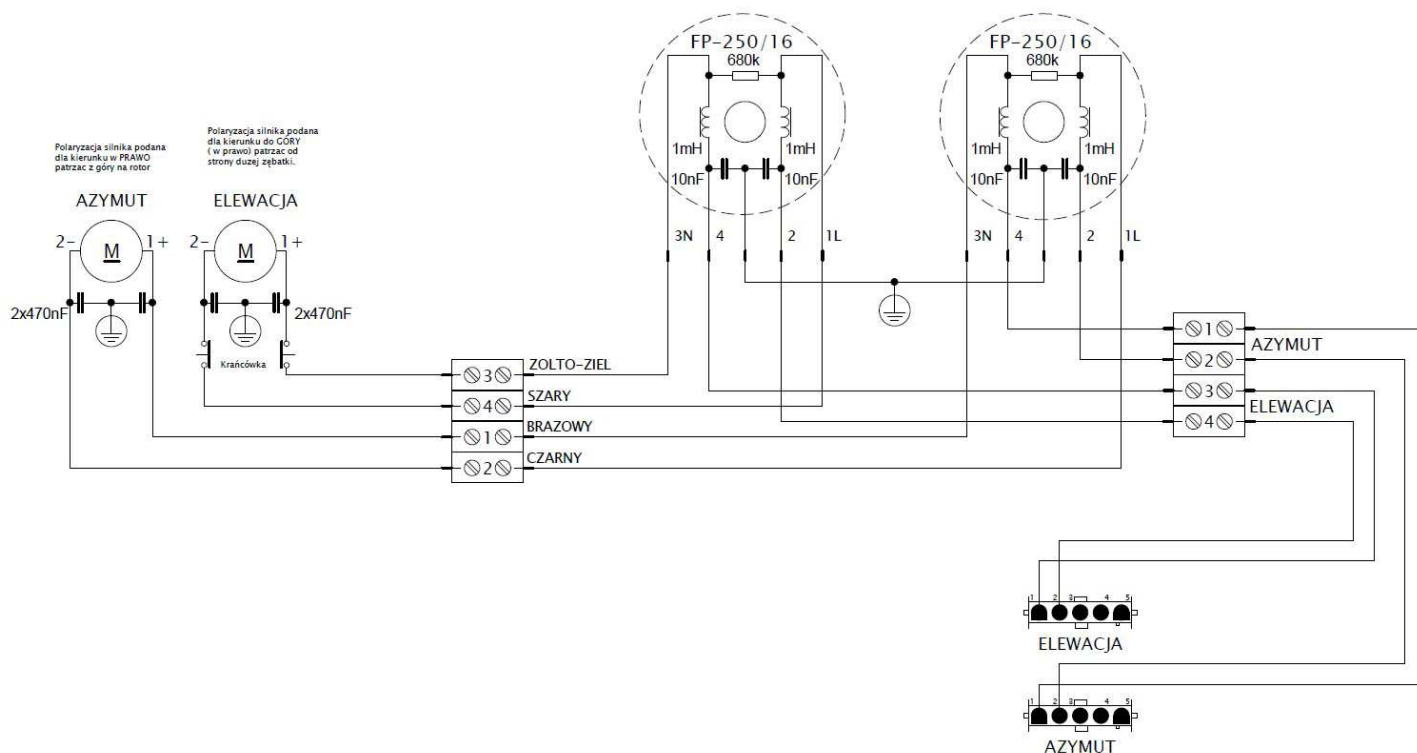 FP-250/16
680k
1mH
1mH
10nF
10nF
3N
4
2
1L
FP-250/16
680k
1mH
1mH
10nF
10nF
3N
4
2
1L
Polaryzacja silnika podana
dla kierunku w PRAWO
patrzac z góry na rotor
AZYMUT
2-
M
1+
2x470nF
Polaryzacja silnika podana
dla kierunku do GORY
( w prawo) patrzac od
strony duzej zębatki.
ELEWACJA
2-
M
1+
2x470nF
Krańcówka
3
ZOLTO-ZIEL
4
SZARY
1
BRAZOWY
2
CZARNY
1
2
AZYMUT
3
4
ELEWACJA
1 2 3 4 5
ELEWACJA
1 2 3 4 5
AZYMUT